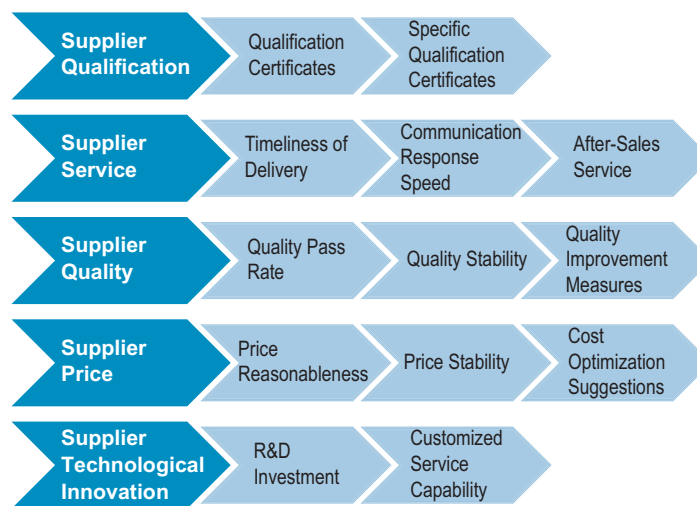 Supplier
Qualification
Qualification
Certificates
Specific
Qualification
Certificates
Supplier
Service
Timeliness of
Delivery
Communication
Response
Speed
After-Sales
Service
Supplier
Quality
Quality Pass
Rate
Quality Stability
Quality
Improvement
Measures
Supplier
Price
Price
Reasonableness
Price Stability
Cost
Optimization
Suggestions
Supplier
Technological
Innovation
R&D
Investment
Customized
Service
Capability